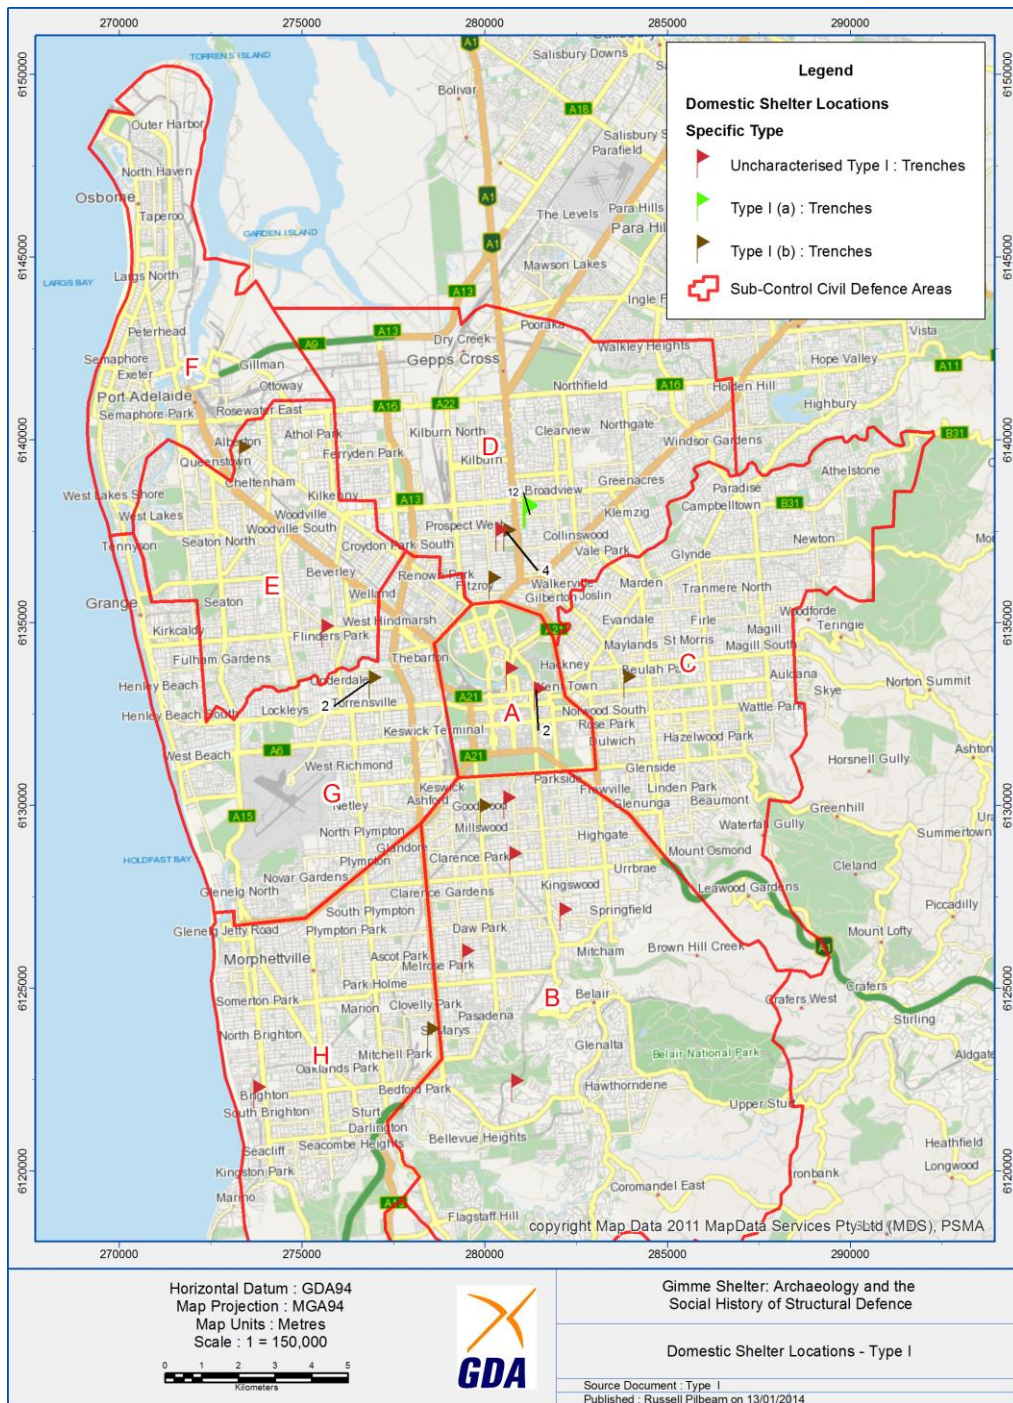 270000 275000 280000 285000 290000
6150000
6145000
6140000
6135000
6130000
6125000
6120000
Legend
Domestic Shelter Locations
Specific Type
Uncharacterised Type I : Trenches
Type I (a) : Trenches
Type I (b) : Trenches
Sub-Control Civil Defence Areas
TORRENS ISLAND
A1
Salisbury Downs
Bolivar
A18
Outer Harbor
Parafield
North Haven
Osborne
Taperoo
The Levels
Para Hills
GARDEN ISLAND
A1
Mawson Lakes
Largs North
LARGS BAY
A13
Peterhead
Dry Creek
Pooraka
A9
A13
Walkley Heights
Vista
Semaphore
Exeter
F
Gillman
Gepps Cross
Hope Valley
A11
Port Adelaide
Ottoway
Northfield
A16
Holden Hill
Semaphore Park
Rosewater East
A16
A22
Highbury
B31
Alberton
Athol Park
Kilburn North
D
Clearview
Northgate
Windsor Gardens
Queenstown
Ferryden Park
Kilburn
Athelstone
Cheltenham
Greenacres
Paradise
West Lakes Shore
Kilkenny
A13
12
Broadview
Campbelltown
B31
West Lakes
Woodville
Klemzig
Woodville South
Prospect West
Collinswood
Newton
Tennyson
Seaton North
Croydon Park South
Vale Park
Glynde
4
Beverley
Renown Park
Walkerville
Marden
Tranmere North
E
Fitzroy
Gilberton
Joslin
Grange
Seaton
Welland
Woodforde
Kirkcaldy
Flinders Park
West Hindmarsh
Evandale
Firle
Magill
Teringie
St Morris
Magill South
Fulham Gardens
Thebarton
Hackney
Maylands
C
Auldana
Henley Beach
Underdale
Kent Town
Skye
Norton Summit
2
Torrensville
A21
Henley Beach South
Lockleys
A
Norwood South
Wattle Park
Rose Park
2
West Beach
A6
Keswick Terminal
Dulwich
Hazelwood Park
Ashton
West Richmond
A21
Glenside
Horsnell Gully
G
Keswick
Parkside
Linden Park
Netley
Ashford
Frewville
Beaumont
Greenhill
A15
North Plympton
Goodwood
Glenunga
Millswood
Highgate
Waterfall Gully
Summertown
Glandore
Mount Osmond
HOLDFAST BAY
Plympton
Clarence Park
Urrbrae
Cleland
Novar Gardens
Glenelg North
Clarence Gardens
Kingswood
Leawood Gardens
Piccadilly
South Plympton
Springfield
Glenelg Jetty Road
Plympton Park
Daw Park
Mitcham
Brown Hill Creek
A1
Mount Lofty
Morphettville
Ascot Park
Melrose Park
Park Holme
Crafers
Somerton Park
Clovelly Park
B
Belair
Crafers West
Marion
Pasadena
Stirling
North Brighton
St Marys
Glenalta
Belair National Park
H
Mitchell Park
Oaklands Park
Brighton
Bedford Park
Hawthorndene
South Brighton
Sturt
Upper Sturt
Darlington
Seacombe Heights
Bellevue Heights
Heathfield
Seacliff
Longwood
Kingston Park
Ironbank
Coromandel East
Marino
Flagstaff Hill
copyright Map Data 2011 MapData Services Pty Ltd (MDS), PSMA
270000 275000 280000 285000 290000
Horizontal Datum : GDA94
Map Projection : MGA94
Map Units : Metres
Scale : 1 = 150,000
0 1 2 3 4 5
Kilometers
GDA
Gimme Shelter: Archaeology and the
Social History of Structural Defence
Domestic Shelter Locations - Type I
Source Document : Type I
Published : Russell Pilbeam on 13/01/2014